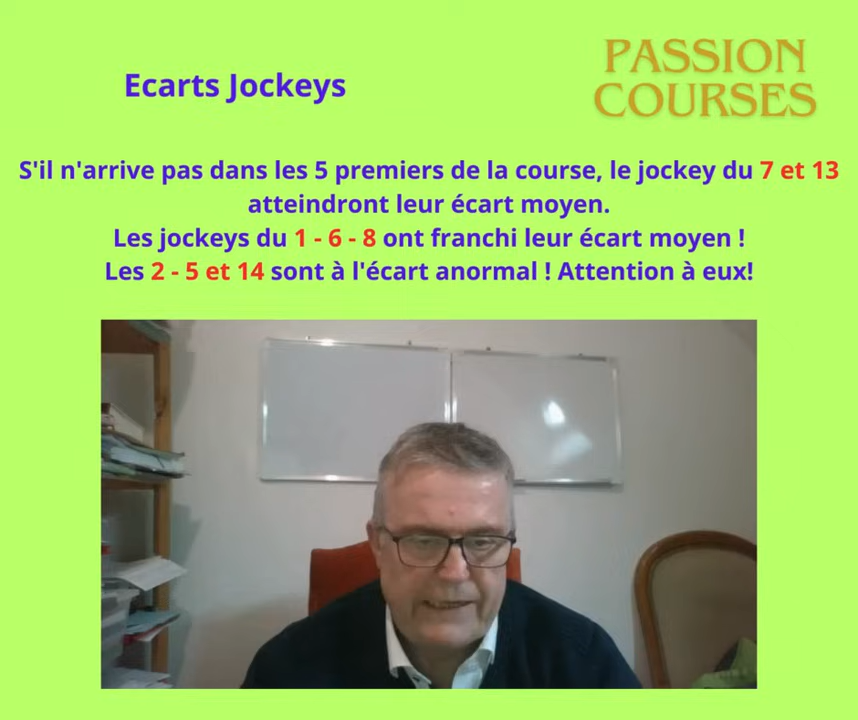 Ecarts Jockeys
PASSION
COURSES
S'il n'arrive pas dans les 5 premiers de la course, le jockey du 7 et 13
atteindront leur écart moyen.
Les jockeys du 1 - 6 - 8 ont franchi leur écart moyen !
Les 2 - 5 et 14 sont à l'écart anormal ! Attention à eux!